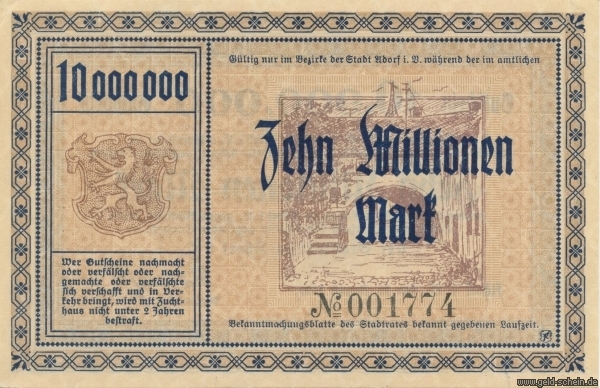 10 000 000
Wer Gutscheine nachmacht
oder verfälscht oder nach-
gemachte oder verfälschte
sich verschafft und in Ver-
kehr bringt, wird mit Zucht-
haus nicht unter 2 Jahren
bestraft.
Gültig nur im Bezirke der Stadt Adorf i. V. während der im amtlichen
Zehn Millionen
Mark
№ 001774
Bekanntmachungsblatte des Stadtrates bekannt gegebenen Laufzeit.
www.geld-schein.de